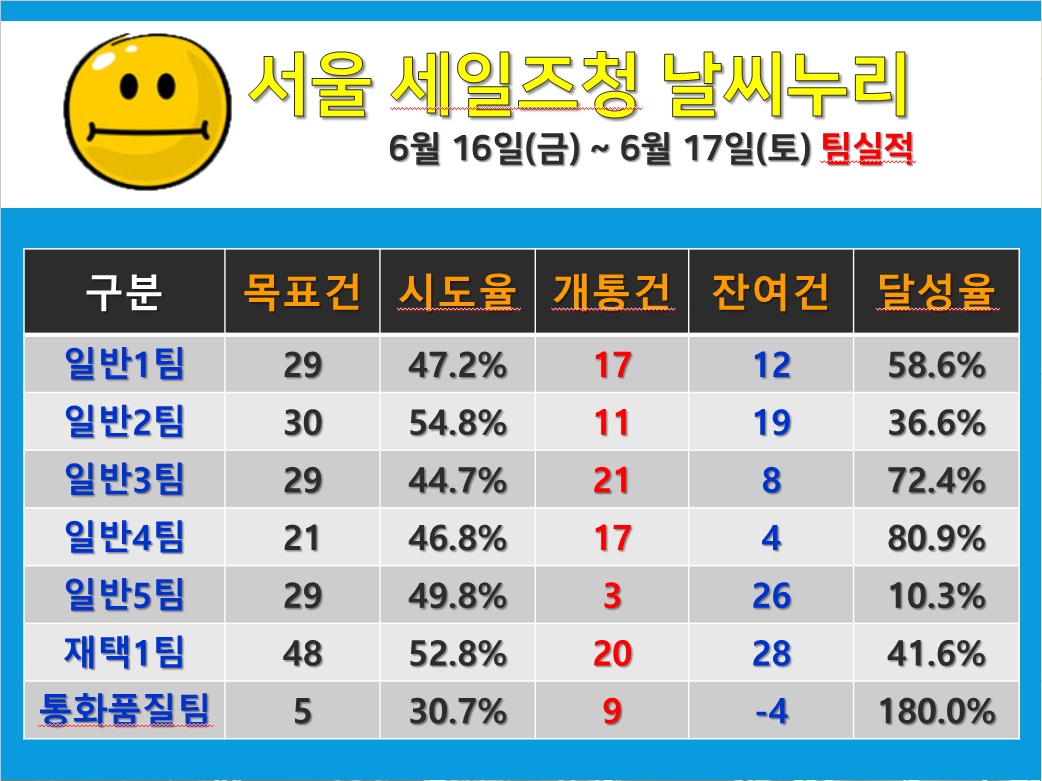 서울 세일즈청 날씨누리
6월 16일(금) ~ 6월 17일(토) 팀실적
구분 목표건 시도율 개통건 잔여건 달성율
일반1팀 29 47.2% 17 12 58.6%
일반2팀 30 54.8% 11 19 36.6%
일반3팀 29 44.7% 21 8 72.4%
일반4팀 21 46.8% 17 4 80.9%
일반5팀 29 49.8% 3 26 10.3%
재택1팀 48 52.8% 20 28 41.6%
통화품질팀 5 30.7% 9 -4 180.0%